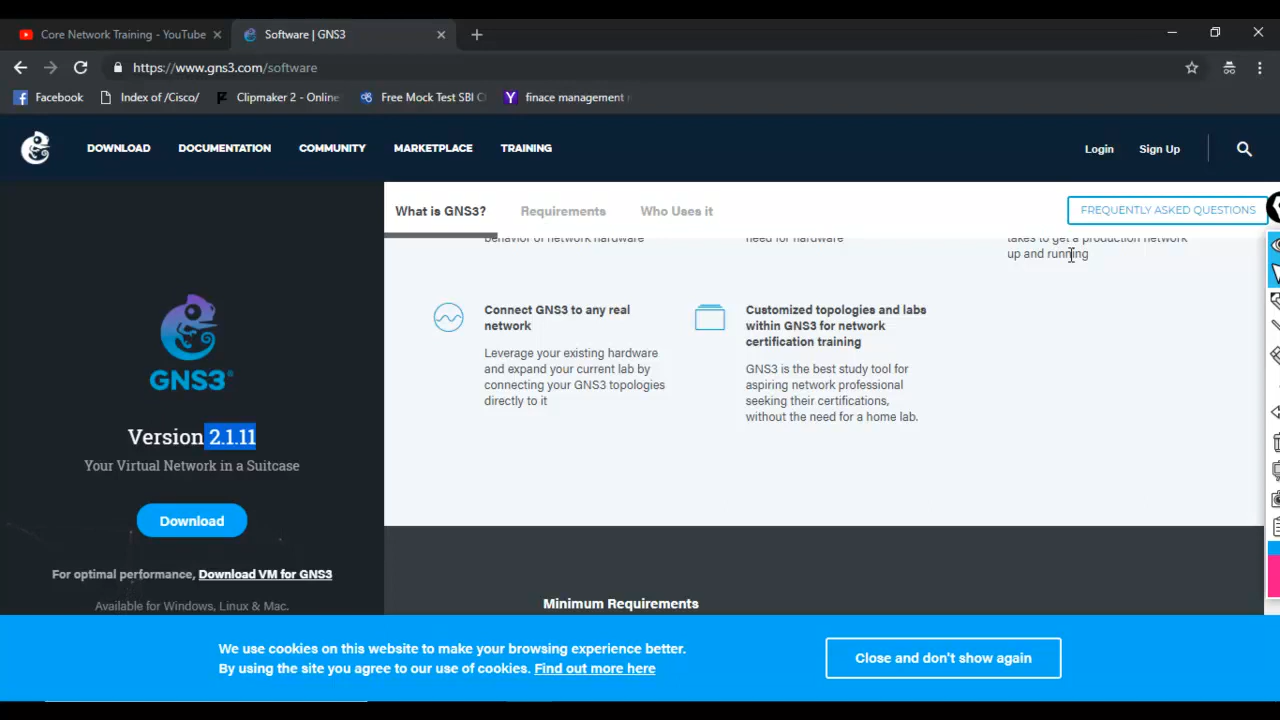 Core Network Training - YouTube
Software | GNS3
https://www.gns3.com/software
Facebook
Index of /Cisco/
Clipmaker 2 - Online
Free Mock Test SBI C
finace management
DOWNLOAD DOCUMENTATION COMMUNITY MARKETPLACE TRAINING
Login
Sign Up
What is GNS3?
Requirements
Who Uses it
FREQUENTLY ASKED QUESTIONS
GNS3®
Version 2.1.11
Your Virtual Network in a Suitcase
Download
For optimal performance, Download VM for GNS3
Available for Windows, Linux & Mac.
behavior of network hardware
need for hardware
takes to get a production network
up and running
Connect GNS3 to any real
network
Leverage your existing hardware
and expand your current lab by
connecting your GNS3 topologies
directly to it
Customized topologies and labs
within GNS3 for network
certification training
GNS3 is the best study tool for
aspiring network professional
seeking their certifications,
without the need for a home lab.
Minimum Requirements
We use cookies on this website to make your browsing experience better.
By using the site you agree to our use of cookies. Find out more here
Close and don't show again